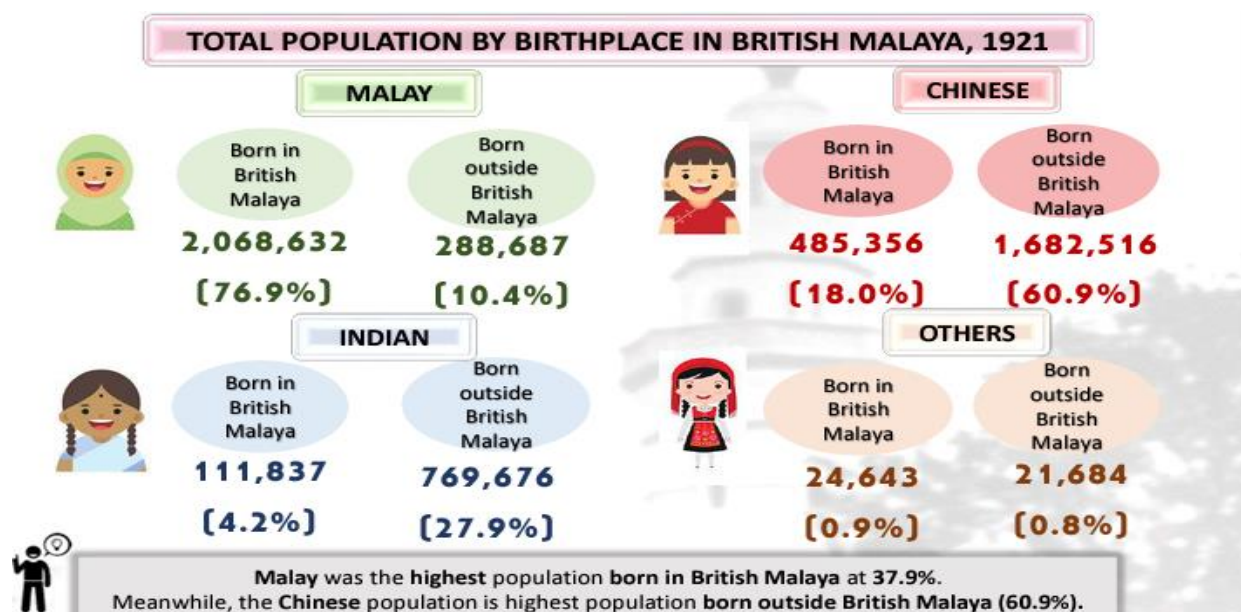 TOTAL POPULATION BY BIRTHPLACE IN BRITISH MALAYA, 1921
MALAY
Born in
British
Malaya
2,068,632
(76.9%)
Born
outside
British
Malaya
288,687
(10.4%)
CHINESE
Born in
British
Malaya
485,356
(18.0%)
Born
outside
British
Malaya
1,682,516
(60.9%)
INDIAN
Born in
British
Malaya
111,837
(4.2%)
Born
outside
British
Malaya
769,676
(27.9%)
OTHERS
Born in
British
Malaya
24,643
(0.9%)
Born
outside
British
Malaya
21,684
(0.8%)
Malay was the highest population born in British Malaya at 37.9%.
Meanwhile, the Chinese population is highest population born outside British Malaya (60.9%).